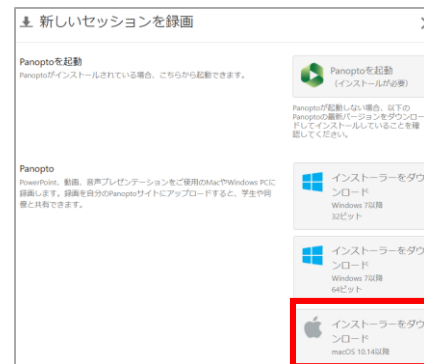 新しいセッションを録画
Panoptoを起動
Panoptoがインストールされている場合、こちらから起動できます。
Panoptoを起動
(インストールが必要)
Panoptoが起動しない場合、以下の
Panoptoの最新バージョンをダウンロー
ドしてインストールしていることを確
認してください。
Panopto
PowerPoint、動画、音声プレゼンテーションをご使用のMacやWindows PCに
録画します。録画を自分のPanoptoサイトにアップロードすると、学生や同
僚と共有できます。
インストーラーをダウ
ンロード
Windows 7以降
32ビット
インストーラーをダウ
ンロード
Windows 7以降
64ビット
インストーラーをダウ
ンロード
macOS 10.14以降